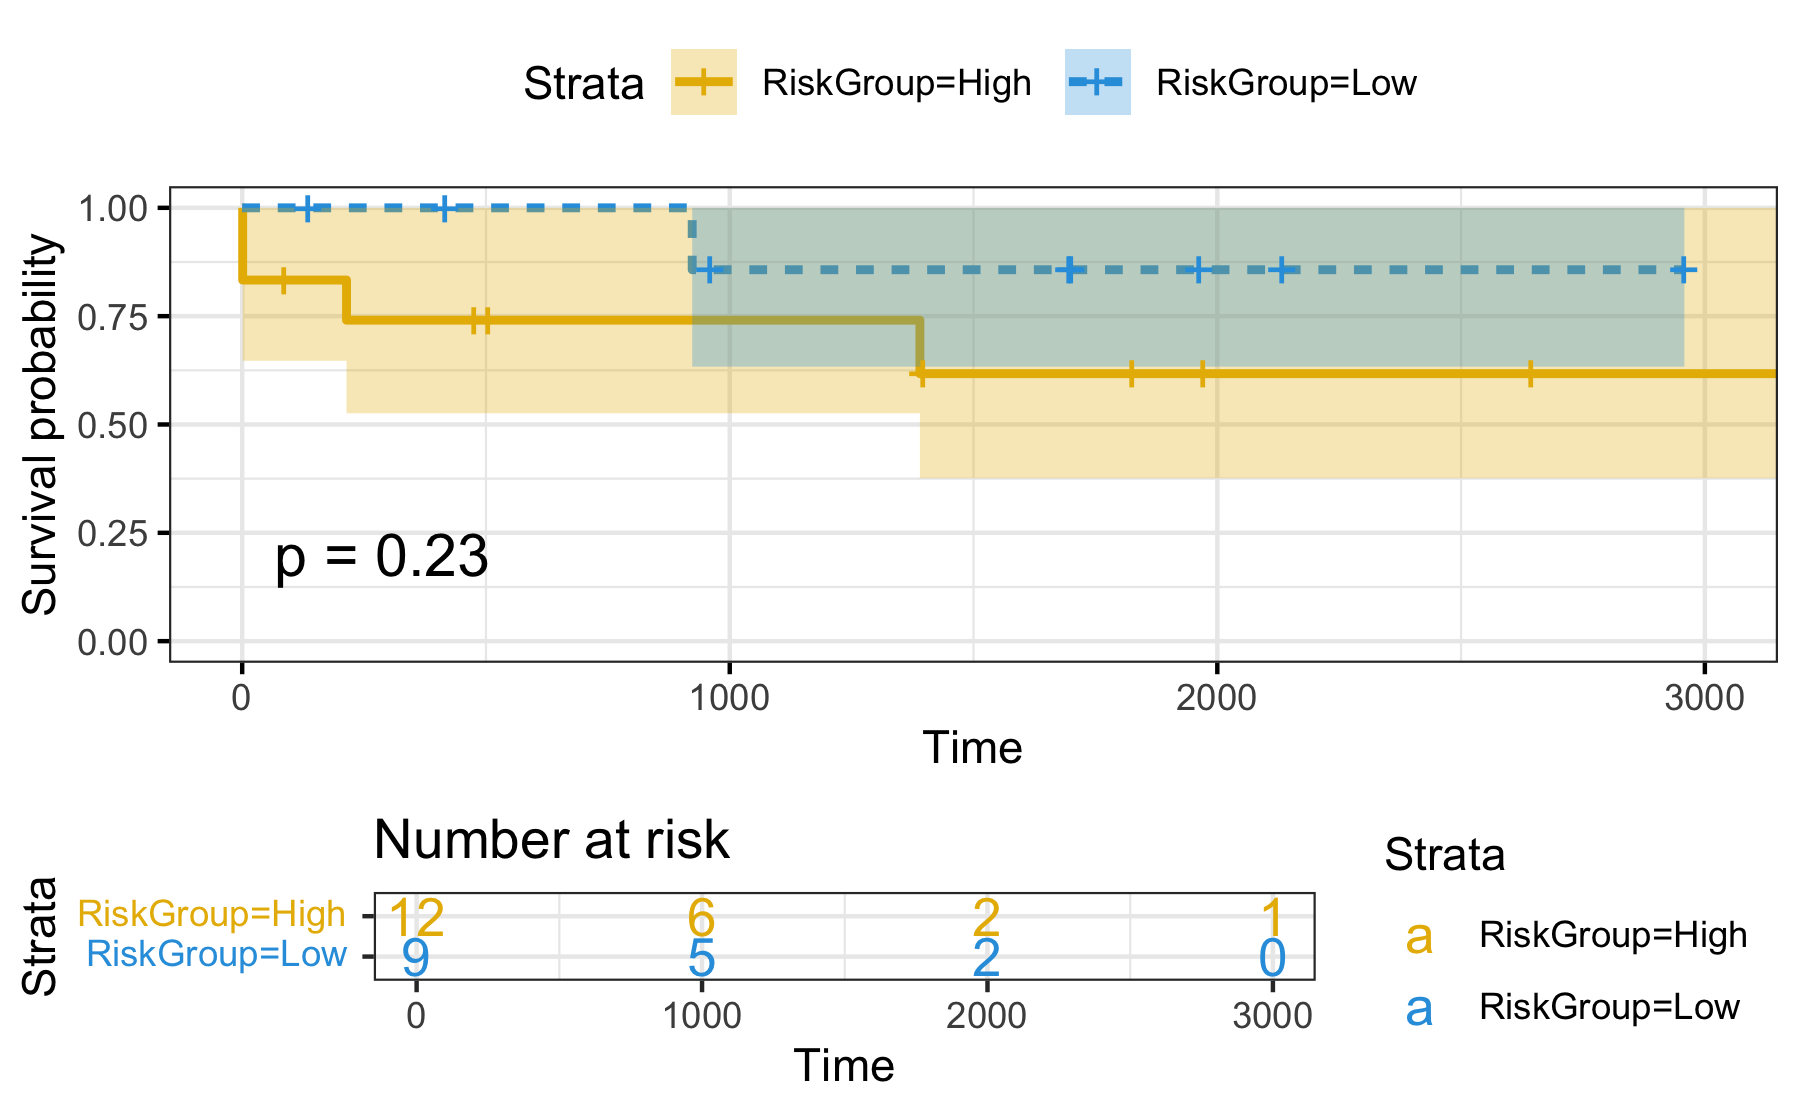 Strata RiskGroup=High RiskGroup=Low
Survival probability
1.00
0.75
0.50
0.25
0.00
p = 0.23
0 1000 2000 3000
Time
Number at risk
Strata
RiskGroup=High 12 6 2 1
RiskGroup=Low 9 5 2 0
0 1000 2000 3000
Time
Strata
a RiskGroup=High
a RiskGroup=Low